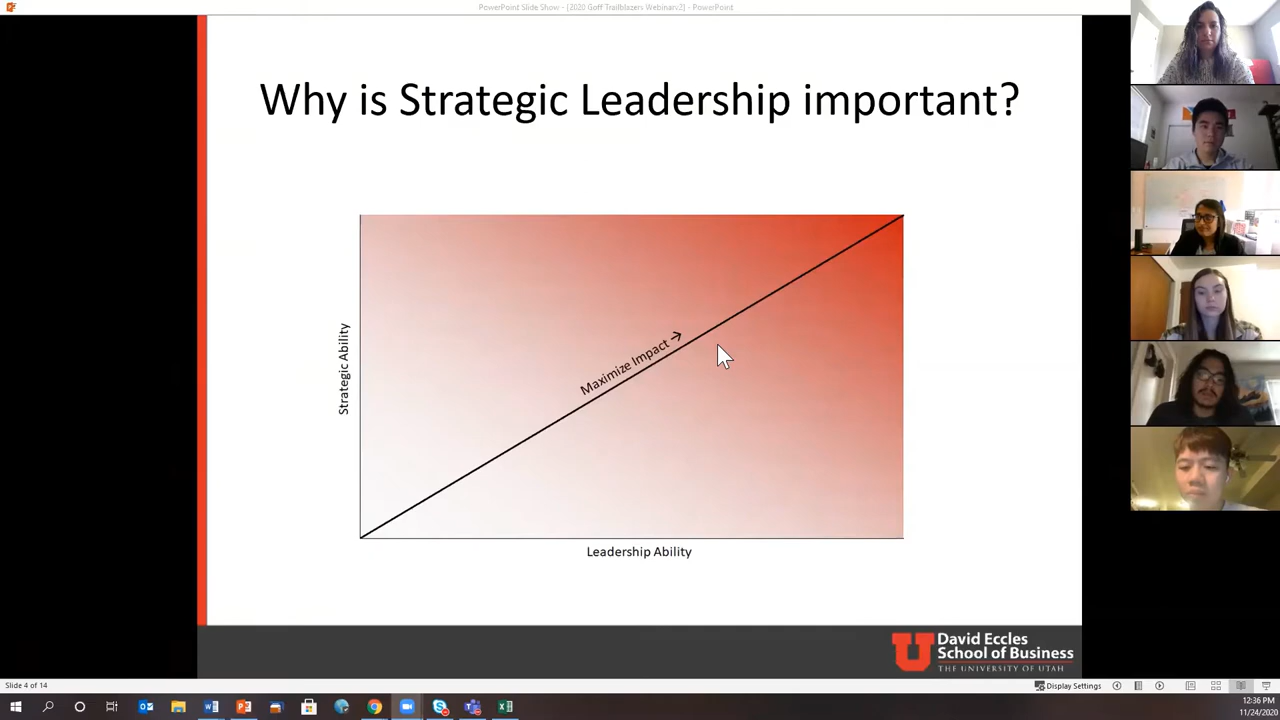 PowerPoint Slide Show - [2020 Goff Trailblazers Webinarv2] - PowerPoint
Why is Strategic Leadership important?
Strategic Ability
Maximize Impact →
Leadership Ability
U
David Eccles
School of Business
THE UNIVERSITY OF UTAH
Slide 4 of 14
Display Settings
12:36 PM
11/24/2020